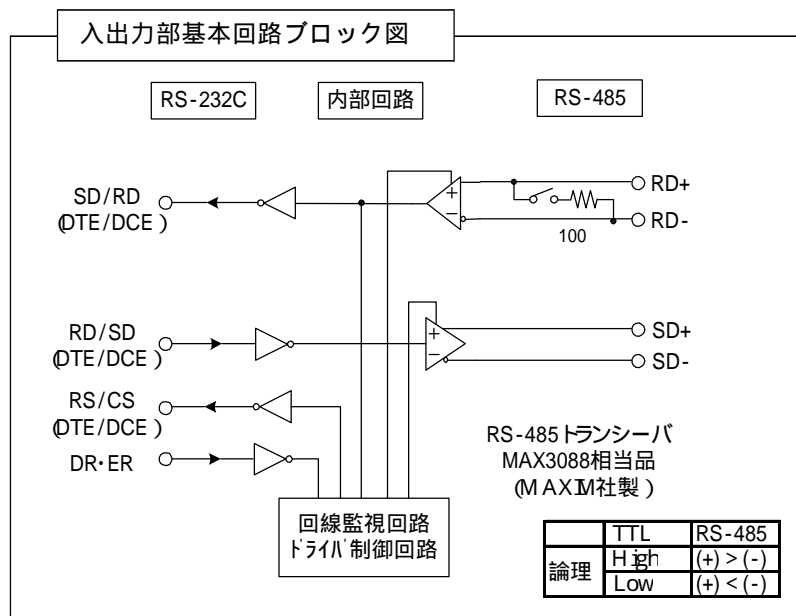 入出力部基本回路ブロック図
RS-232C
内部回路
RS-485
SD/RD
(DTE/DCE)
+
−
RD+
RD-
100
RD/SD
(DTE/DCE)
+
−
SD+
SD-
RS/CS
(DTE/DCE)
DR･ER
RS-485トランシーバ
MAX3088相当品
(MAXIM社製)
回線監視回路
ﾄﾞﾗｲﾊﾞ制御回路
TTL RS-485
論理 High (+) > (-)
Low (+) < (-)